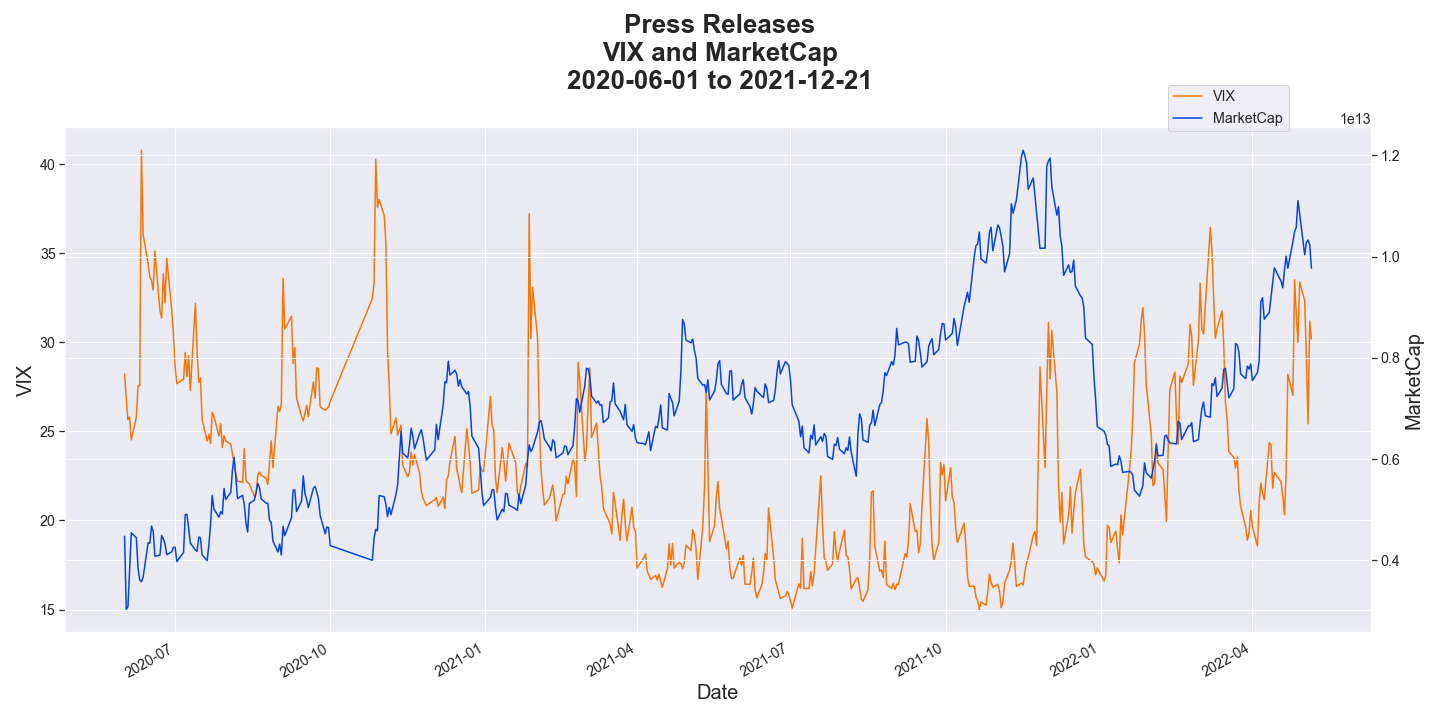 Press Releases
VIX and MarketCap
2020-06-01 to 2021-12-21
VIX
MarketCap
1e13
40
35
30
25
20
15
VIX
1.2
1.0
0.8
0.6
0.4
MarketCap
2020-07
2020-10
2021-01
2021-04
2021-07
2021-10
2022-01
2022-04
Date